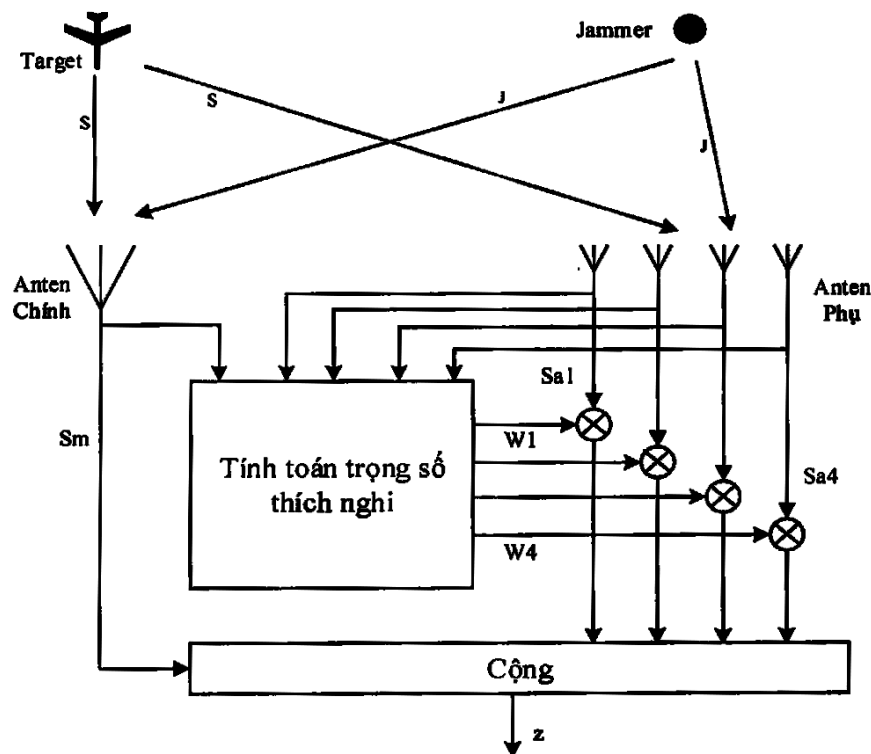 Target
Jammer
S
S
J
J
Anten
Chính
Anten
Phụ
Sm
Sa1
Tính toán trọng số
thích nghi
W1
Sa4
W4
Cộng
z